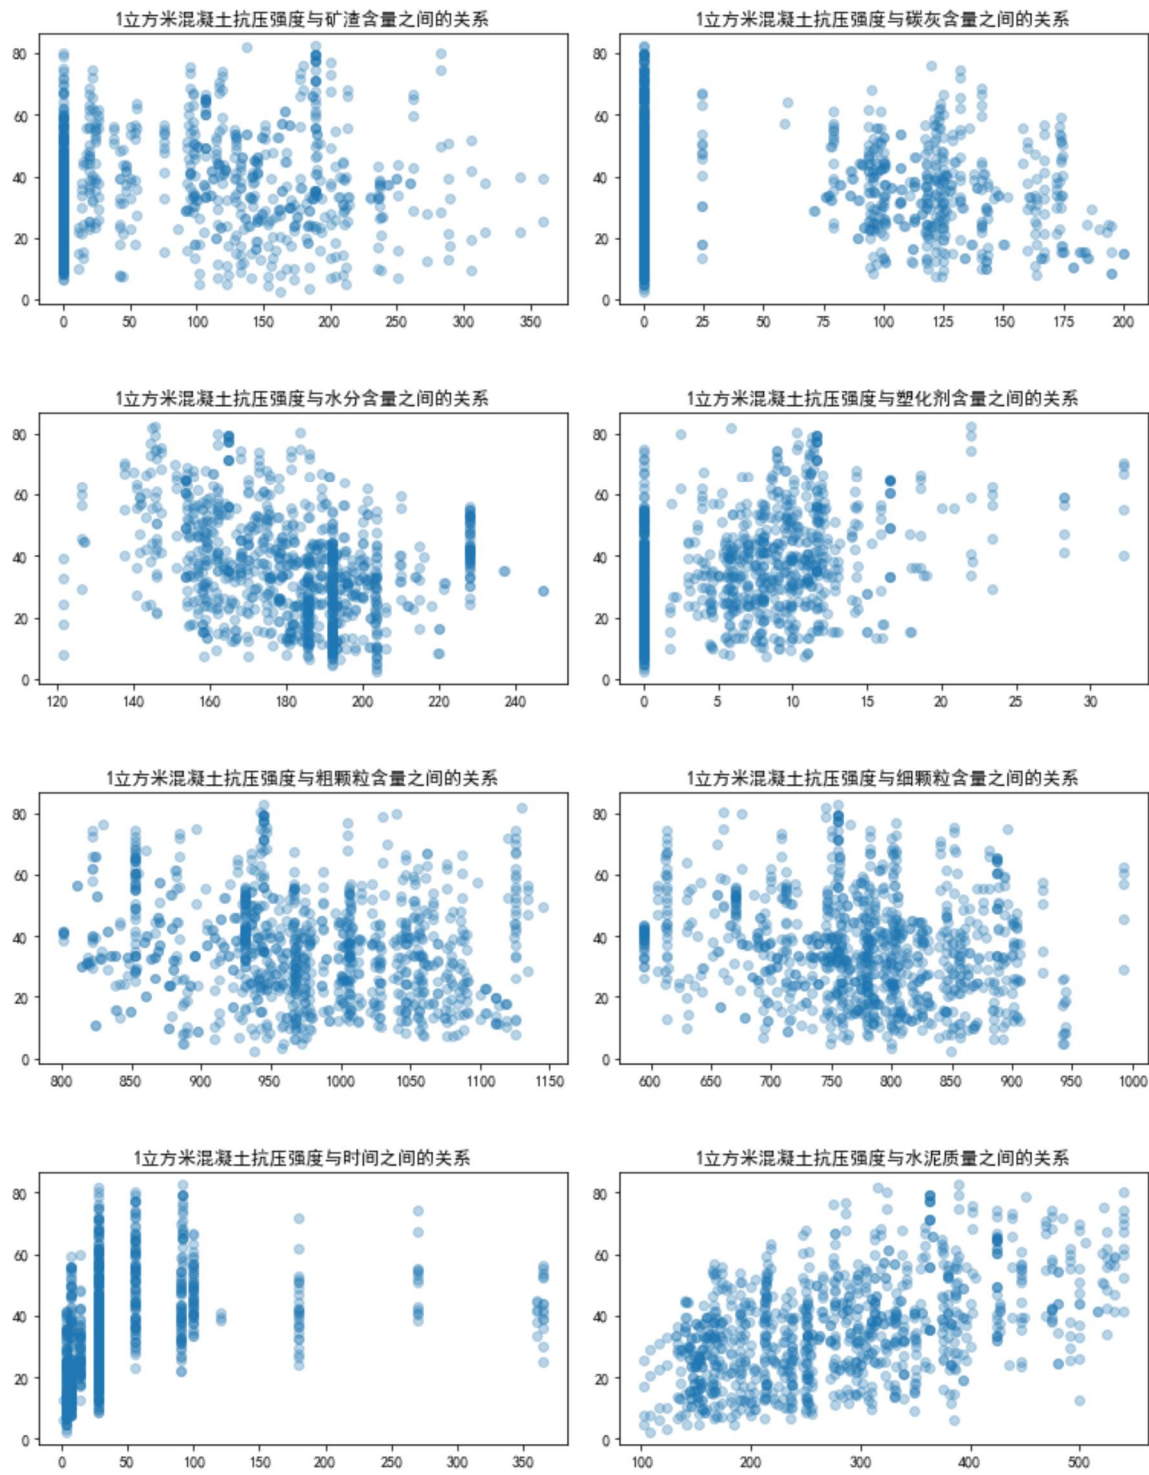 1立方米混凝土抗压强度与矿渣含量之间的关系
80
60
40
20
0
0 50 100 150 200 250 300 350
1立方米混凝土抗压强度与碳灰含量之间的关系
80
60
40
20
0
0 25 50 75 100 125 150 175 200
1立方米混凝土抗压强度与水分含量之间的关系
80
60
40
20
0
120 140 160 180 200 220 240
1立方米混凝土抗压强度与塑化剂含量之间的关系
80
60
40
20
0
0 5 10 15 20 25 30
1立方米混凝土抗压强度与粗颗粒含量之间的关系
80
60
40
20
0
800 850 900 950 1000 1050 1100 1150
1立方米混凝土抗压强度与细颗粒含量之间的关系
80
60
40
20
0
600 650 700 750 800 850 900 950 1000
1立方米混凝土抗压强度与时间之间的关系
80
60
40
20
0
0 50 100 150 200 250 300 350
1立方米混凝土抗压强度与水泥质量之间的关系
80
60
40
20
0
100 200 300 400 500